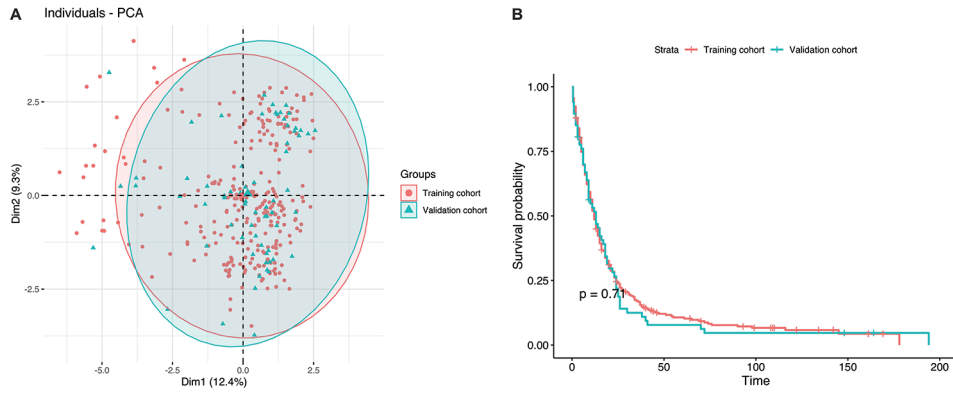 A
Individuals - PCA
2.5
0.0
-2.5
Dim2 (9.3%)
-5.0 -2.5 0.0 2.5
Dim1 (12.4%)
Groups
Training cohort
Validation cohort
B
Strata Training cohort Validation cohort
1.00
0.75
0.50
0.25
0.00
Survival probability
p = 0.71
0 50 100 150 200
Time